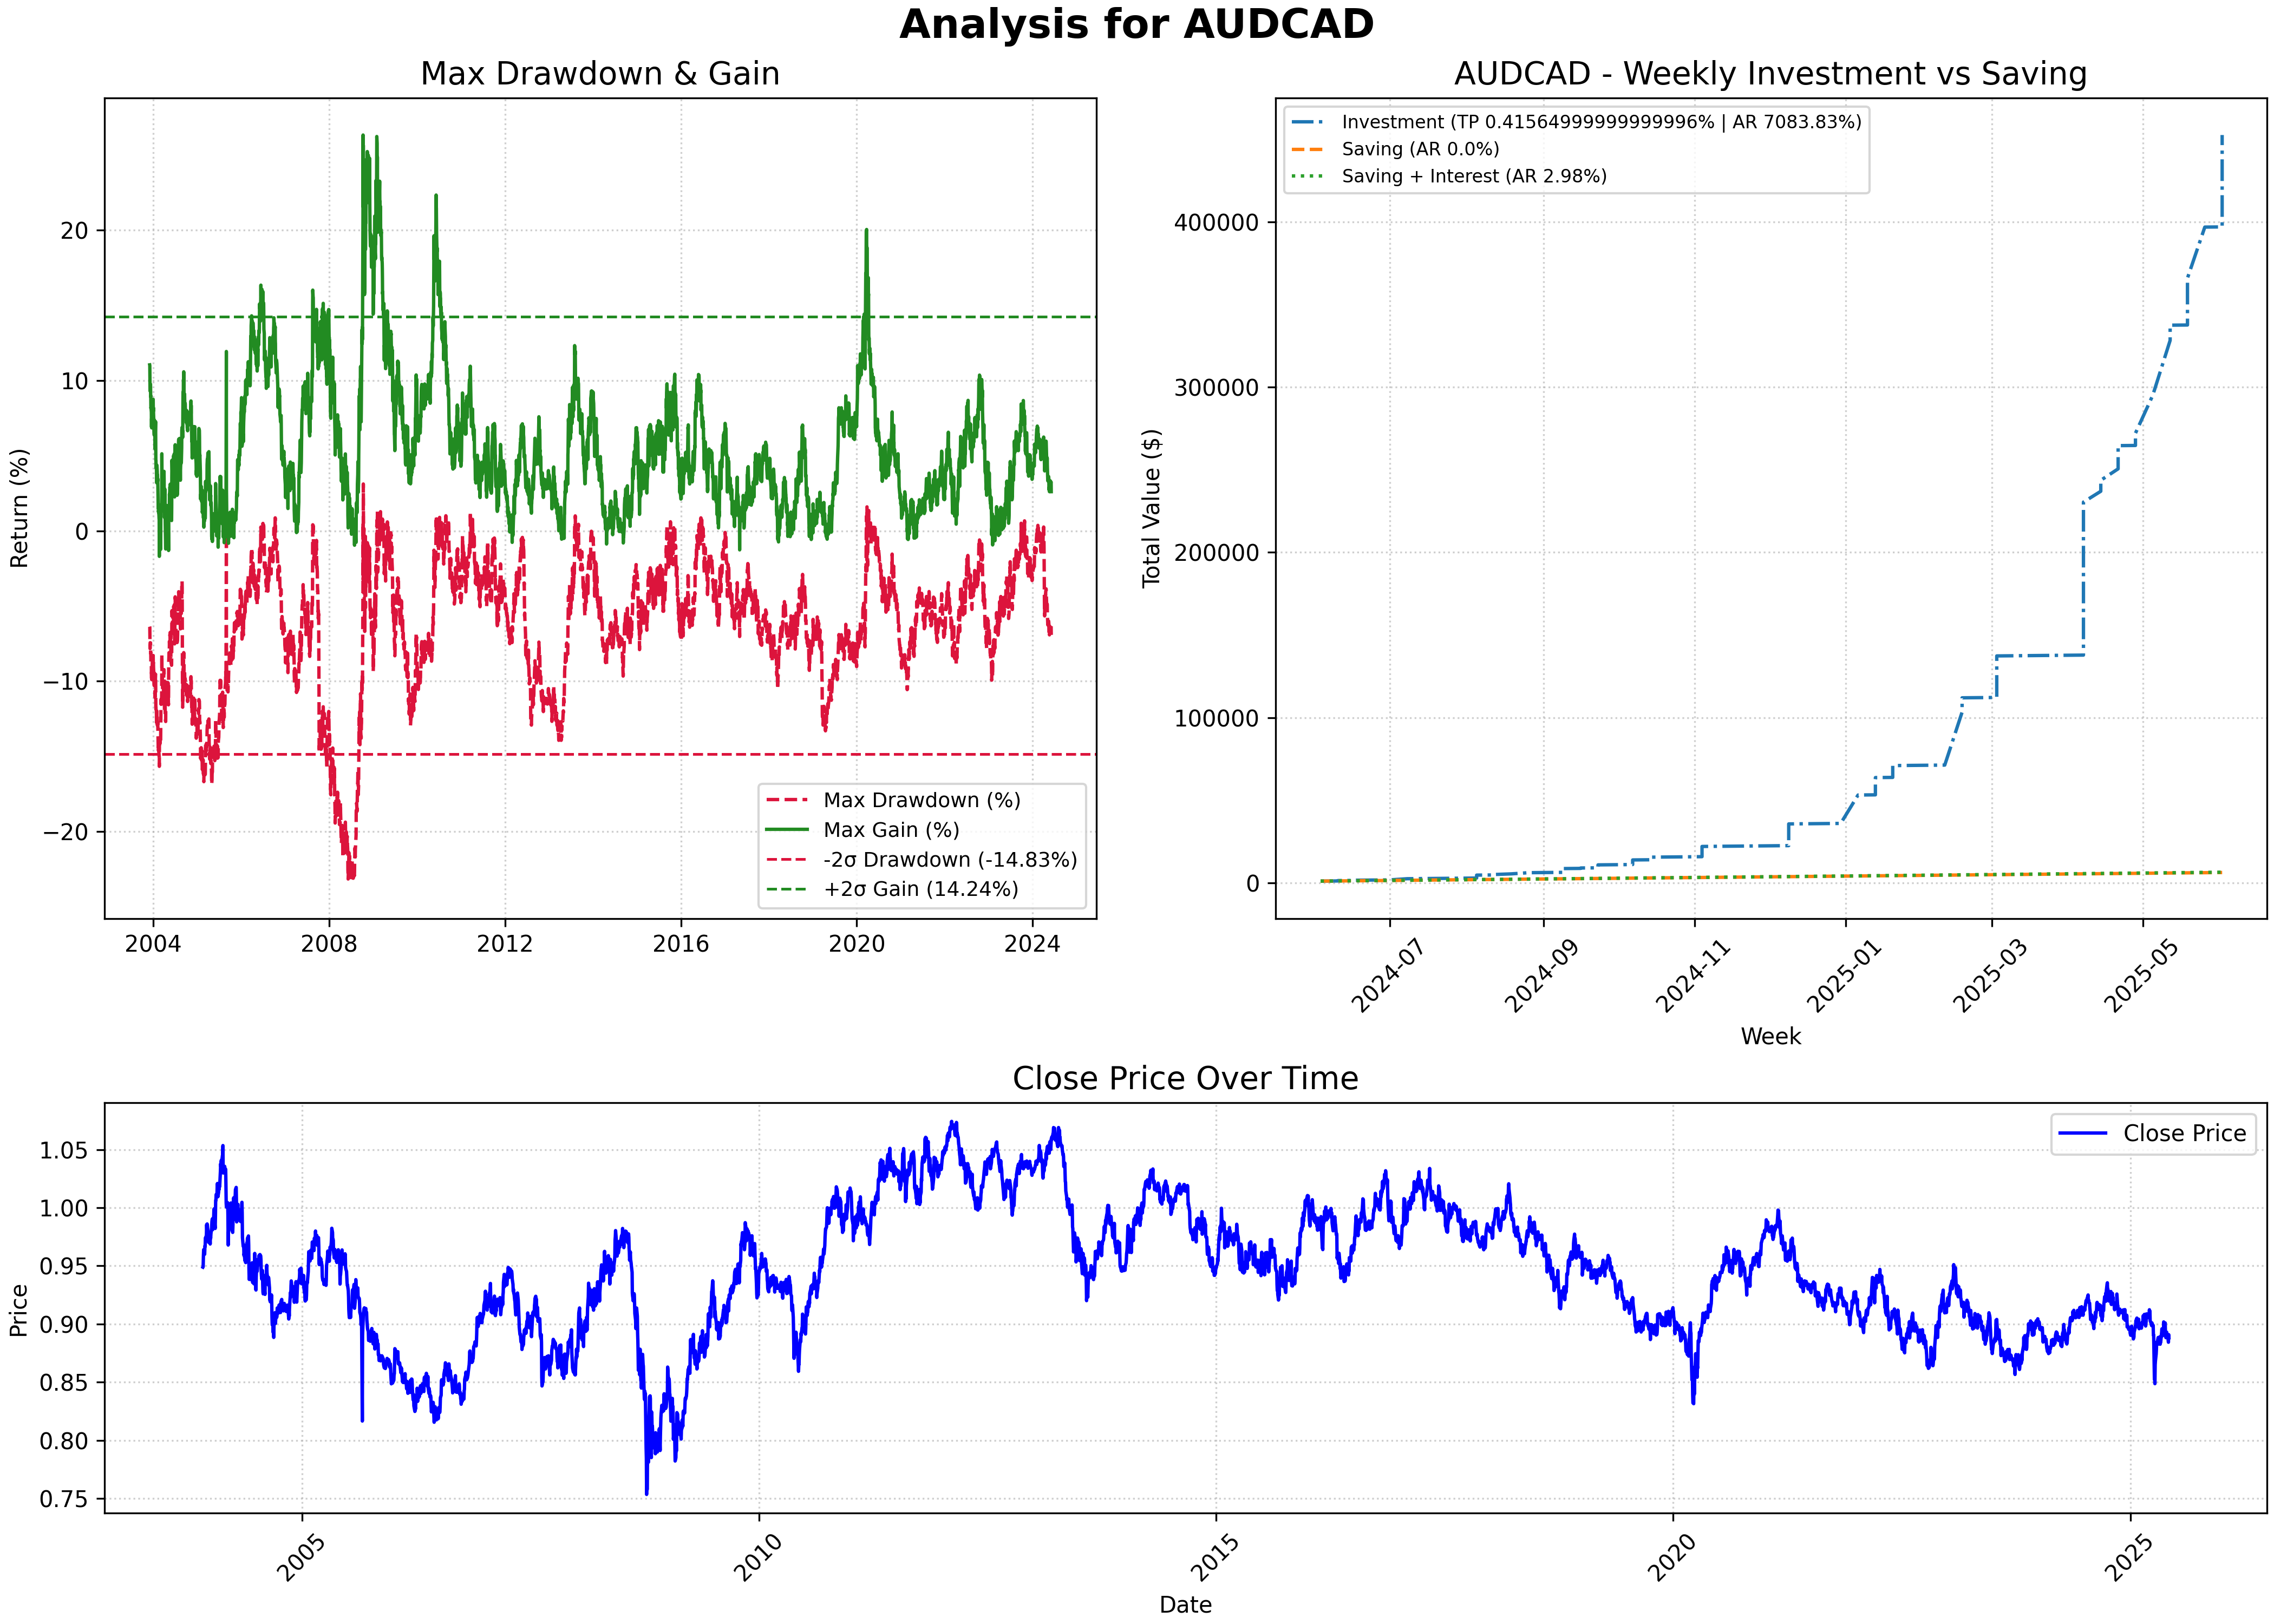 Analysis for AUDCAD
Max Drawdown & Gain
Return (%)
20
10
0
−10
−20
2004
2008
2012
2016
2020
2024
Max Drawdown (%)
Max Gain (%)
-2σ Drawdown (-14.83%)
+2σ Gain (14.24%)
AUDCAD - Weekly Investment vs Saving
Total Value ($)
400000
300000
200000
100000
0
Investment (TP 0.41564999999999996% | AR 7083.83%)
Saving (AR 0.0%)
Saving + Interest (AR 2.98%)
2024-07
2024-09
2024-11
2025-01
2025-03
2025-05
Week
Close Price Over Time
Price
1.05
1.00
0.95
0.90
0.85
0.80
0.75
Close Price
2005
2010
2015
2020
2025
Date